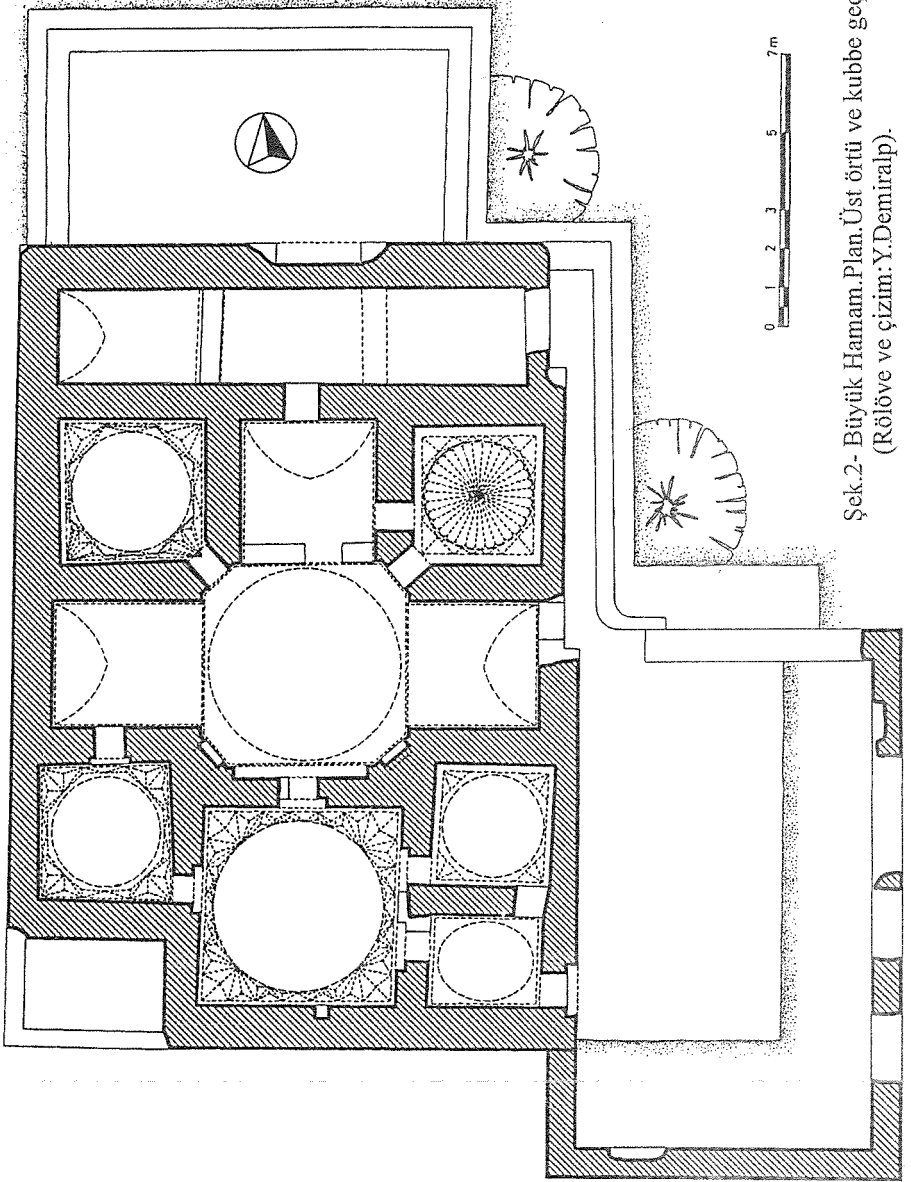 Şek.2- Büyük Hamam.Plan.Üst örtü ve kubbe
(Rölöve ve çizim:Y.Demiralp).
0 1 2 3 5 7m